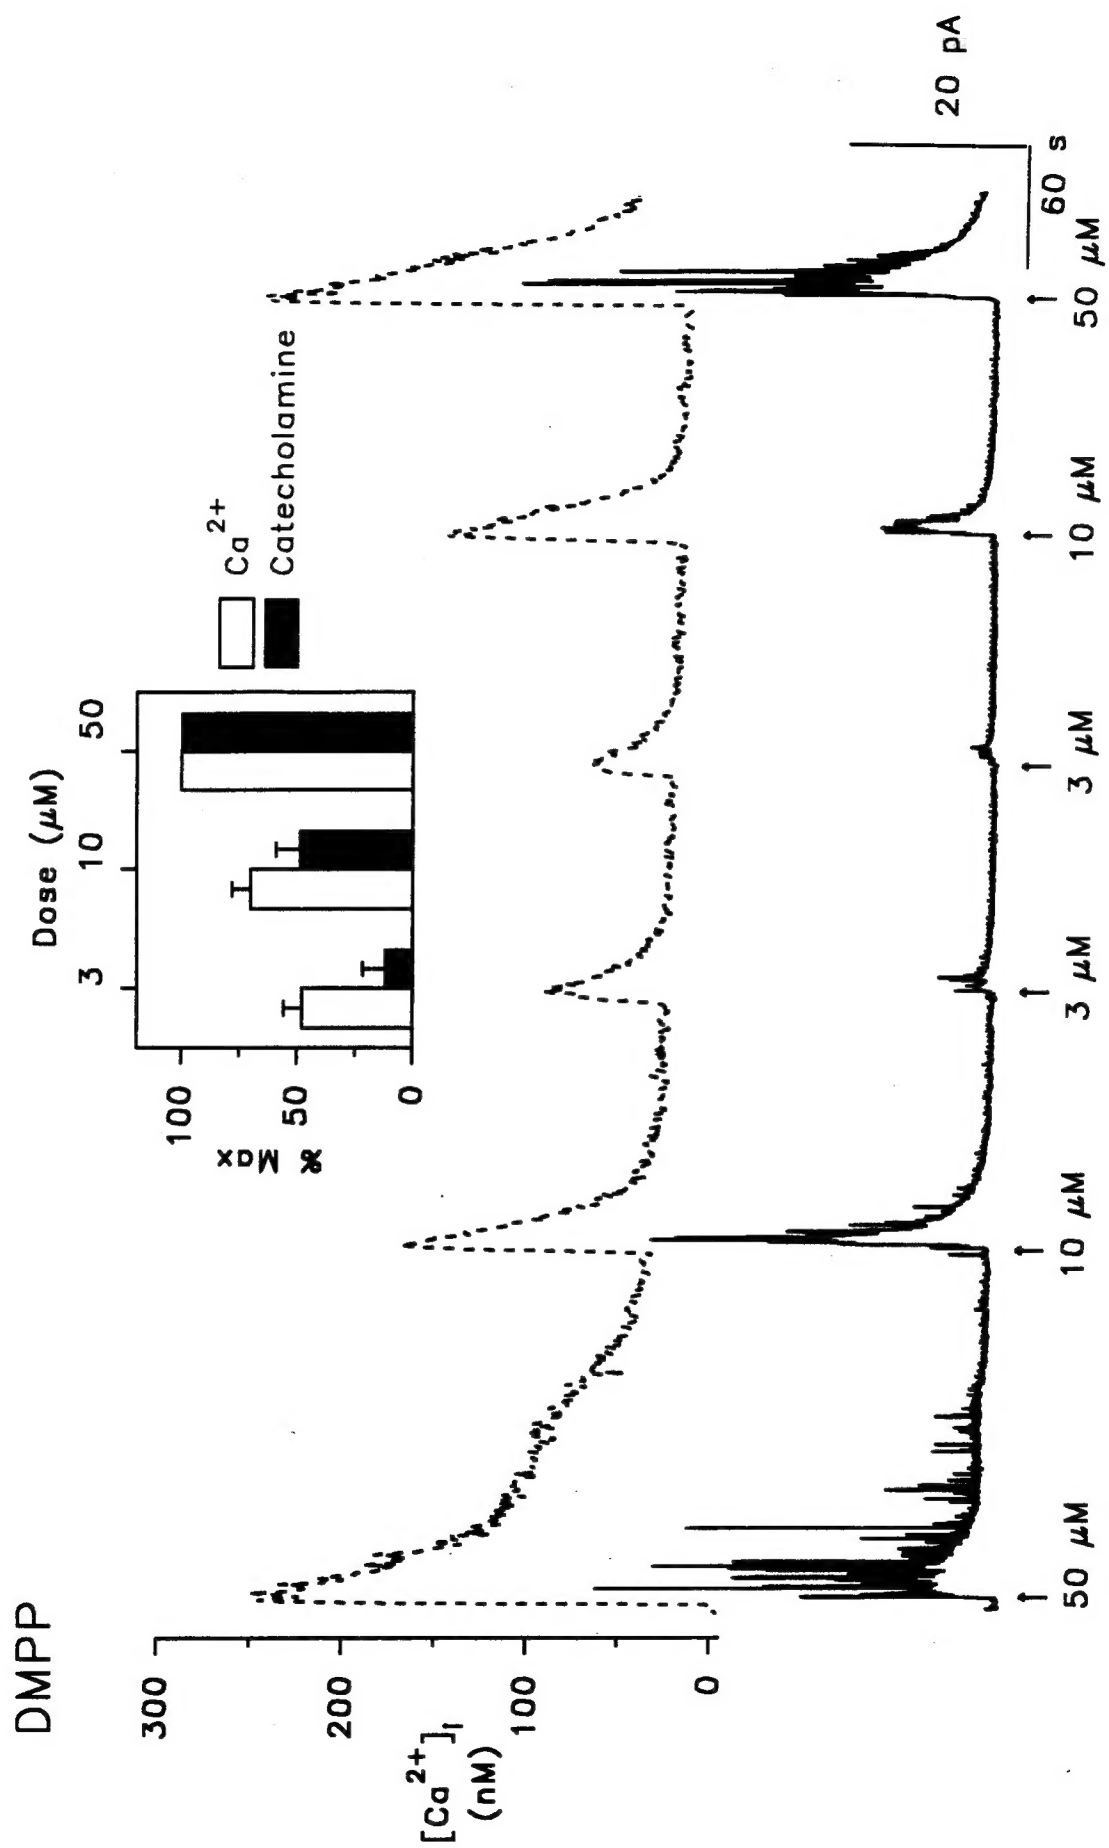 DMPP
Dose (μM)
3 10 50
100
50
0
% Max
Ca2+
Catecholamine
300
200
100
0
[Ca2+]i
(nM)
50 μM 10 μM 3 μM 3 μM 10 μM 50 μM
60 s
20 pA